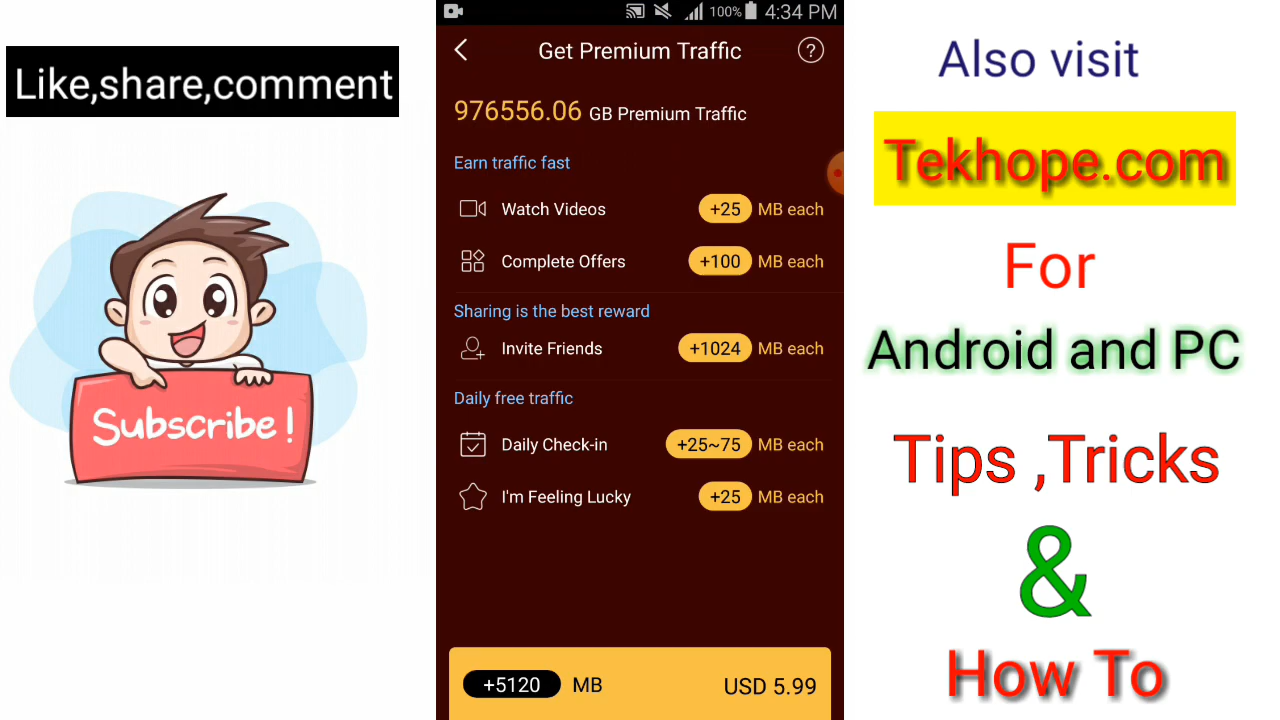 Like,share,comment
Subscribe !
100% 4:34 PM
Get Premium Traffic ?
976556.06 GB Premium Traffic
Earn traffic fast
Watch Videos +25 MB each
Complete Offers +100 MB each
Sharing is the best reward
Invite Friends +1024 MB each
Daily free traffic
Daily Check-in +25~75 MB each
I'm Feeling Lucky +25 MB each
+5120 MB USD 5.99
Also visit
Tekhope.com
For
Android and PC
Tips ,Tricks
&
How To